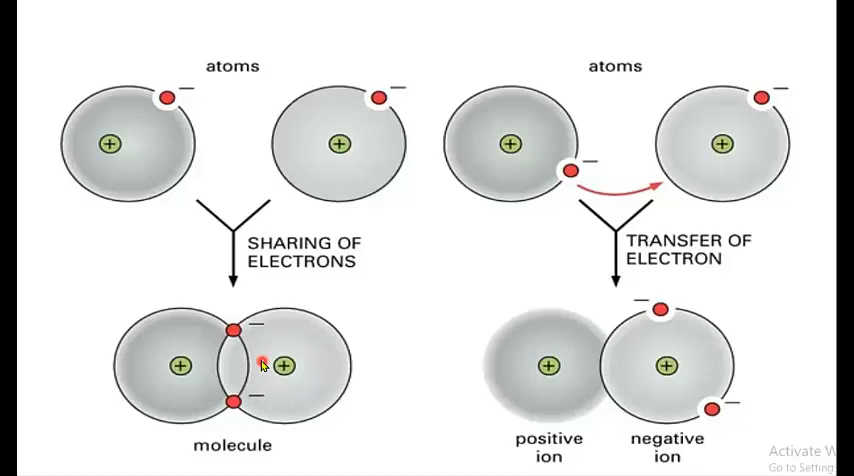 atoms
atoms
SHARING OF
ELECTRONS
TRANSFER OF
ELECTRON
molecule
positive
ion
negative
ion
Activate
Go to Setting